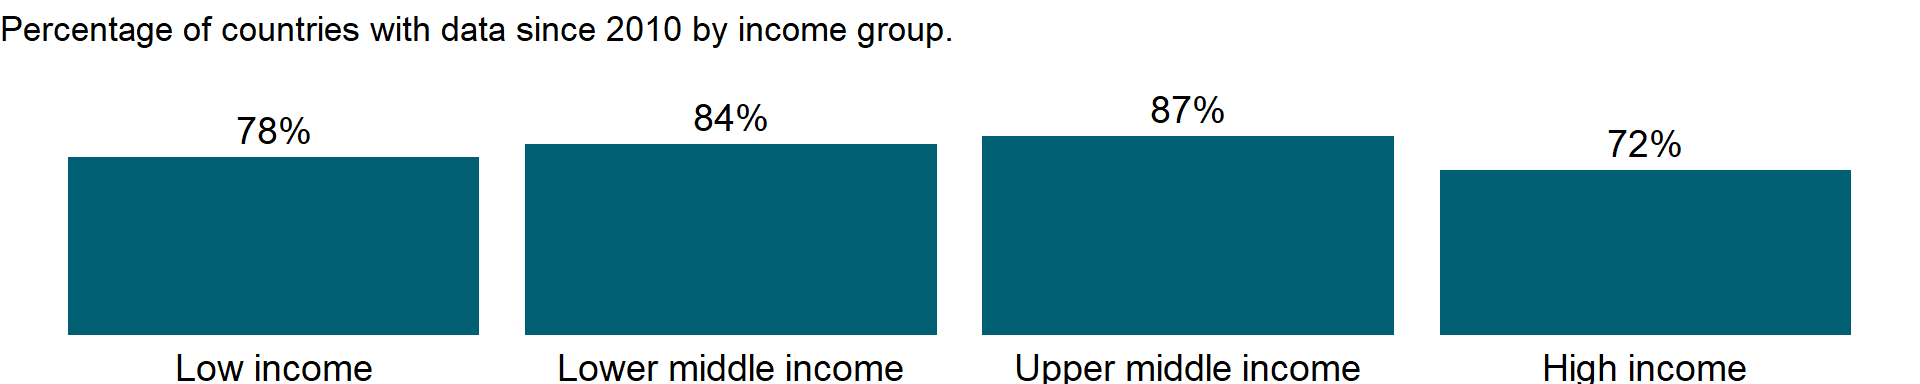 Percentage of countries with data since 2010 by income group.
78%
84%
87%
72%
Low income
Lower middle income
Upper middle income
High income